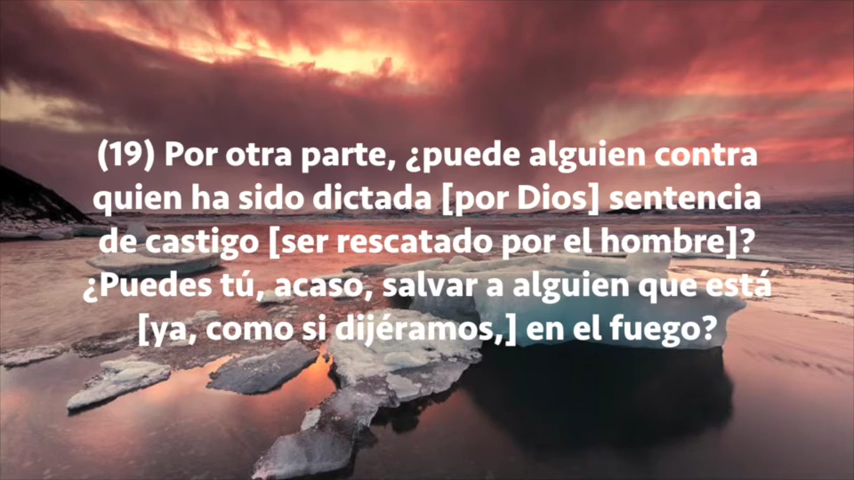 (19) Por otra parte, ¿puede alguien contra
quien ha sido dictada [por Dios] sentencia
de castigo [ser rescatado por el hombre]?
¿Puedes tú, acaso, salvar a alguien que está
[ya, como si dijéramos,] en el fuego?